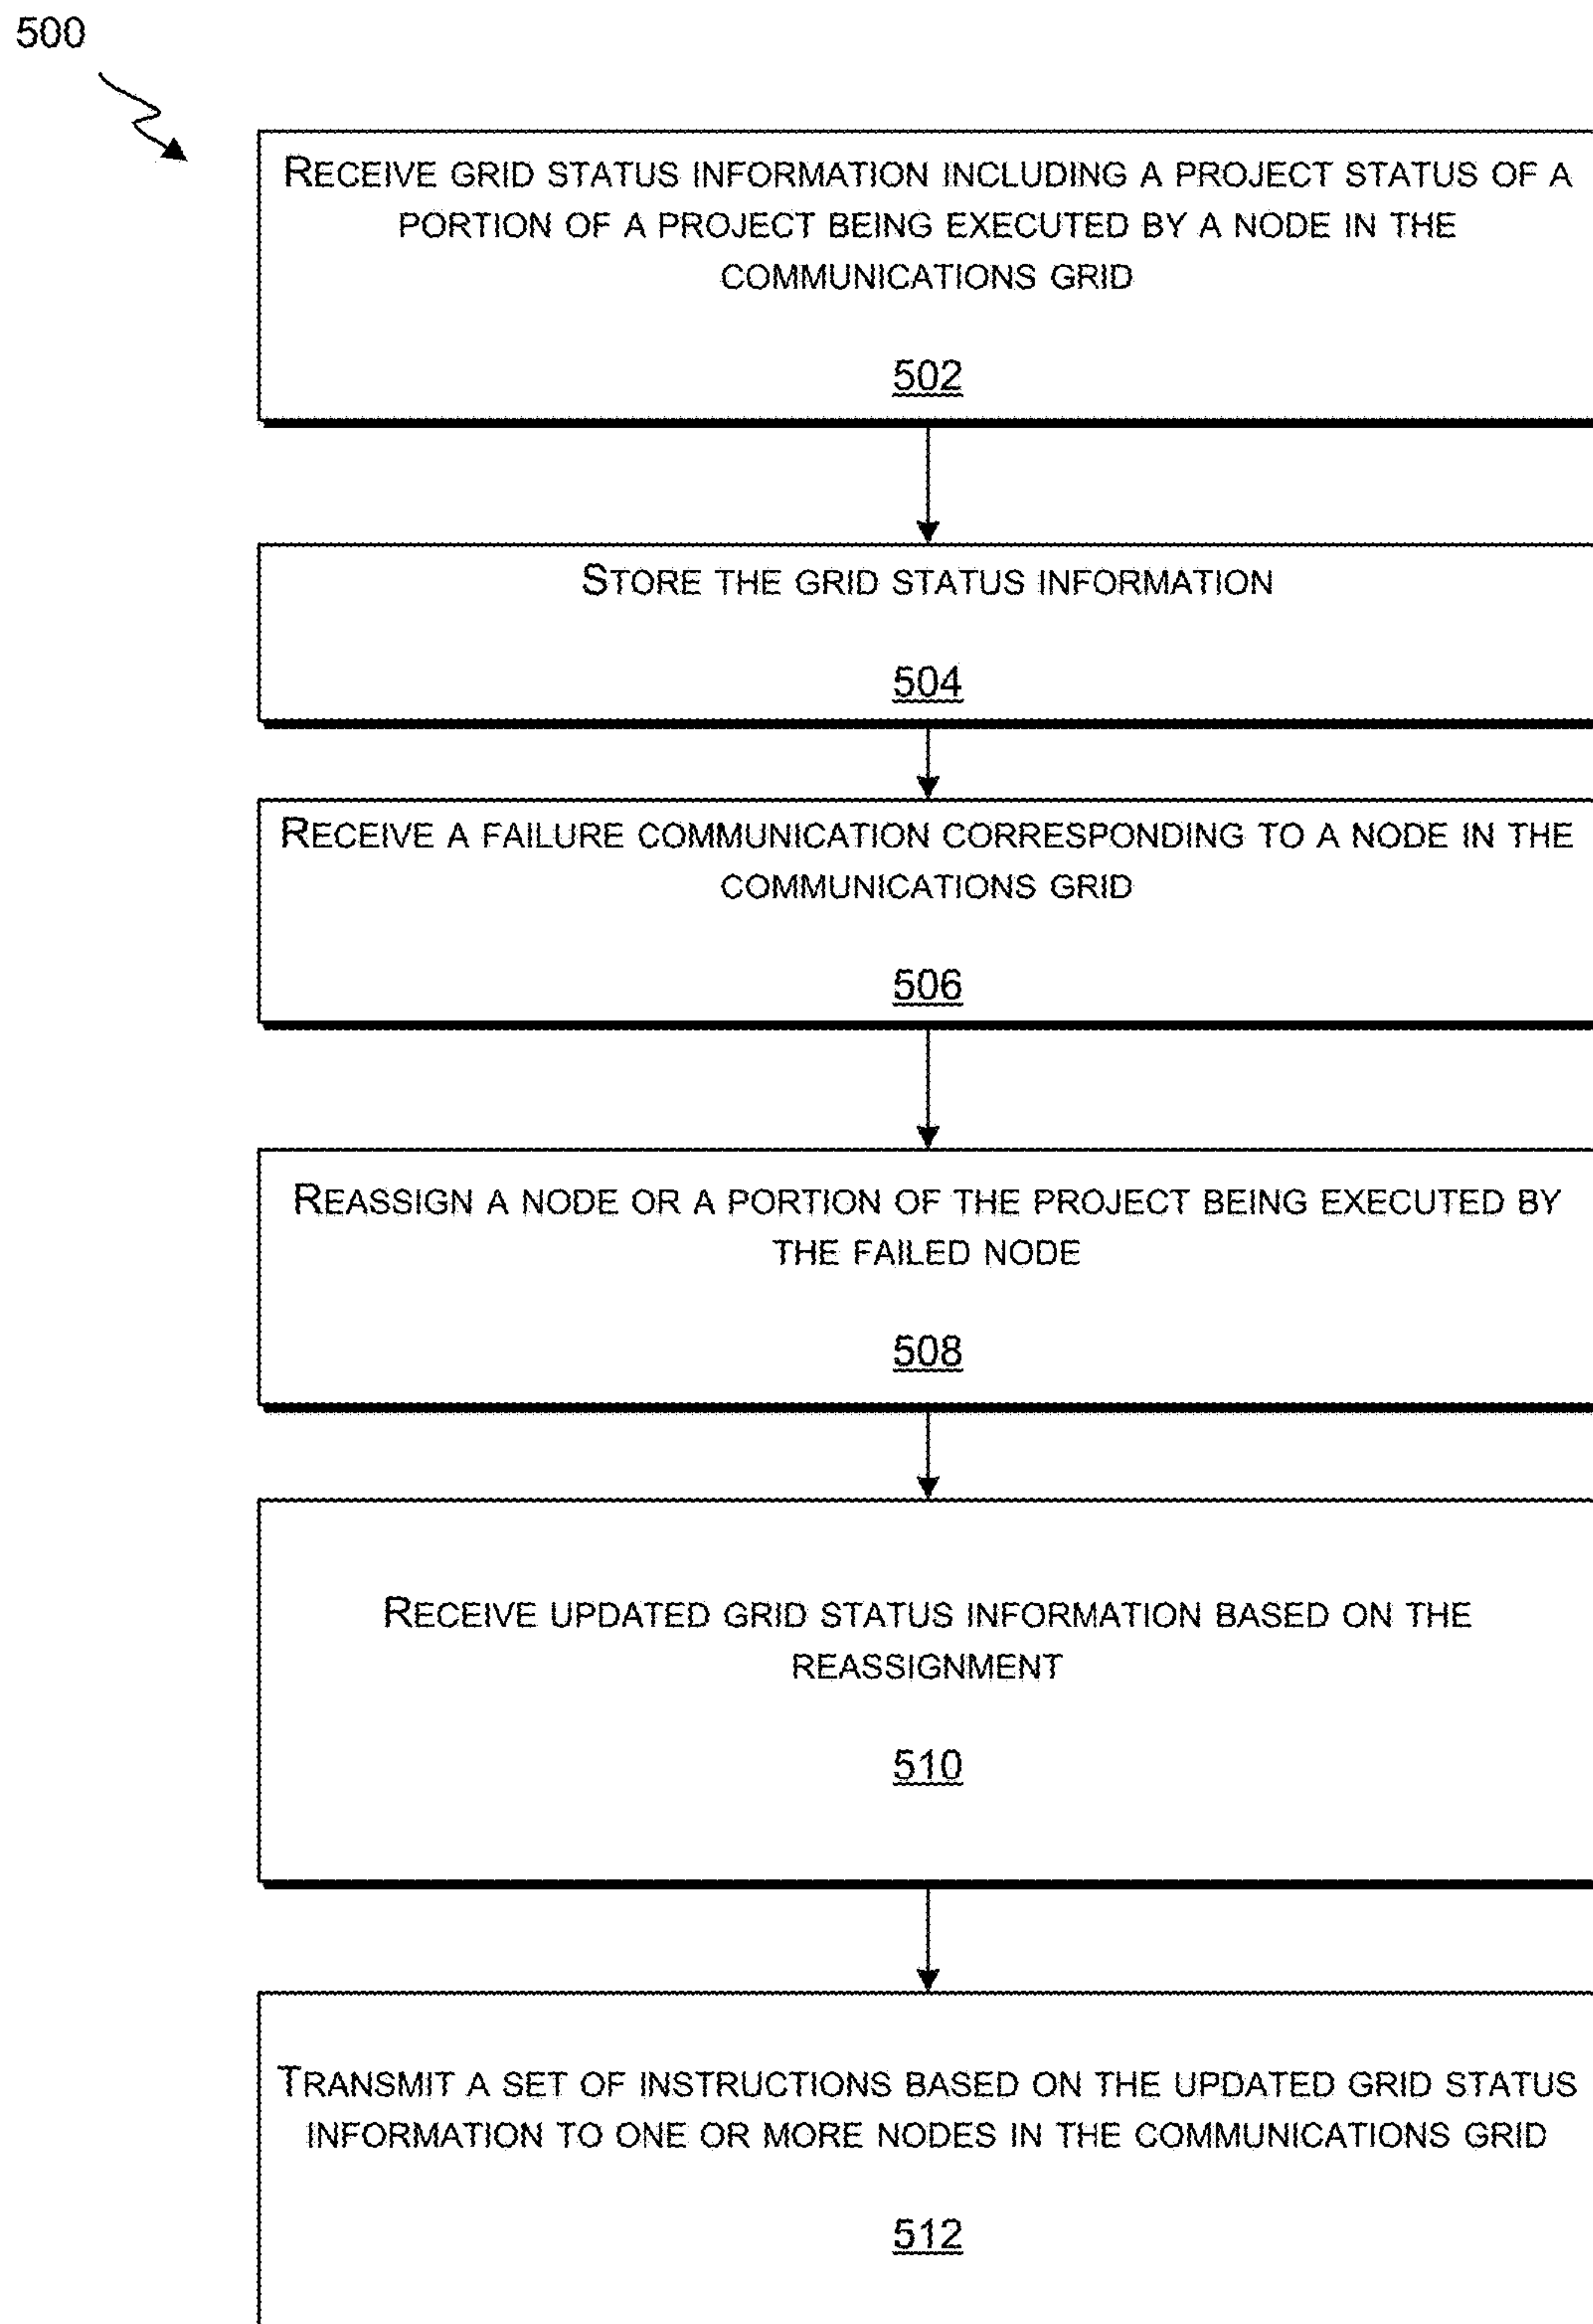 500
RECEIVE GRID STATUS INFORMATION INCLUDING A PROJECT STATUS OF A
PORTION OF A PROJECT BEING EXECUTED BY A NODE IN THE
COMMUNICATIONS GRID
502
STORE THE GRID STATUS INFORMATION
504
RECEIVE A FAILURE COMMUNICATION CORRESPONDING TO A NODE IN THE
COMMUNICATIONS GRID
506
REASSIGN A NODE OR A PORTION OF THE PROJECT BEING EXECUTED BY
THE FAILED NODE
508
RECEIVE UPDATED GRID STATUS INFORMATION BASED ON THE
REASSIGNMENT
510
TRANSMIT A SET OF INSTRUCTIONS BASED ON THE UPDATED GRID STATUS
INFORMATION TO ONE OR MORE NODES IN THE COMMUNICATIONS GRID
512